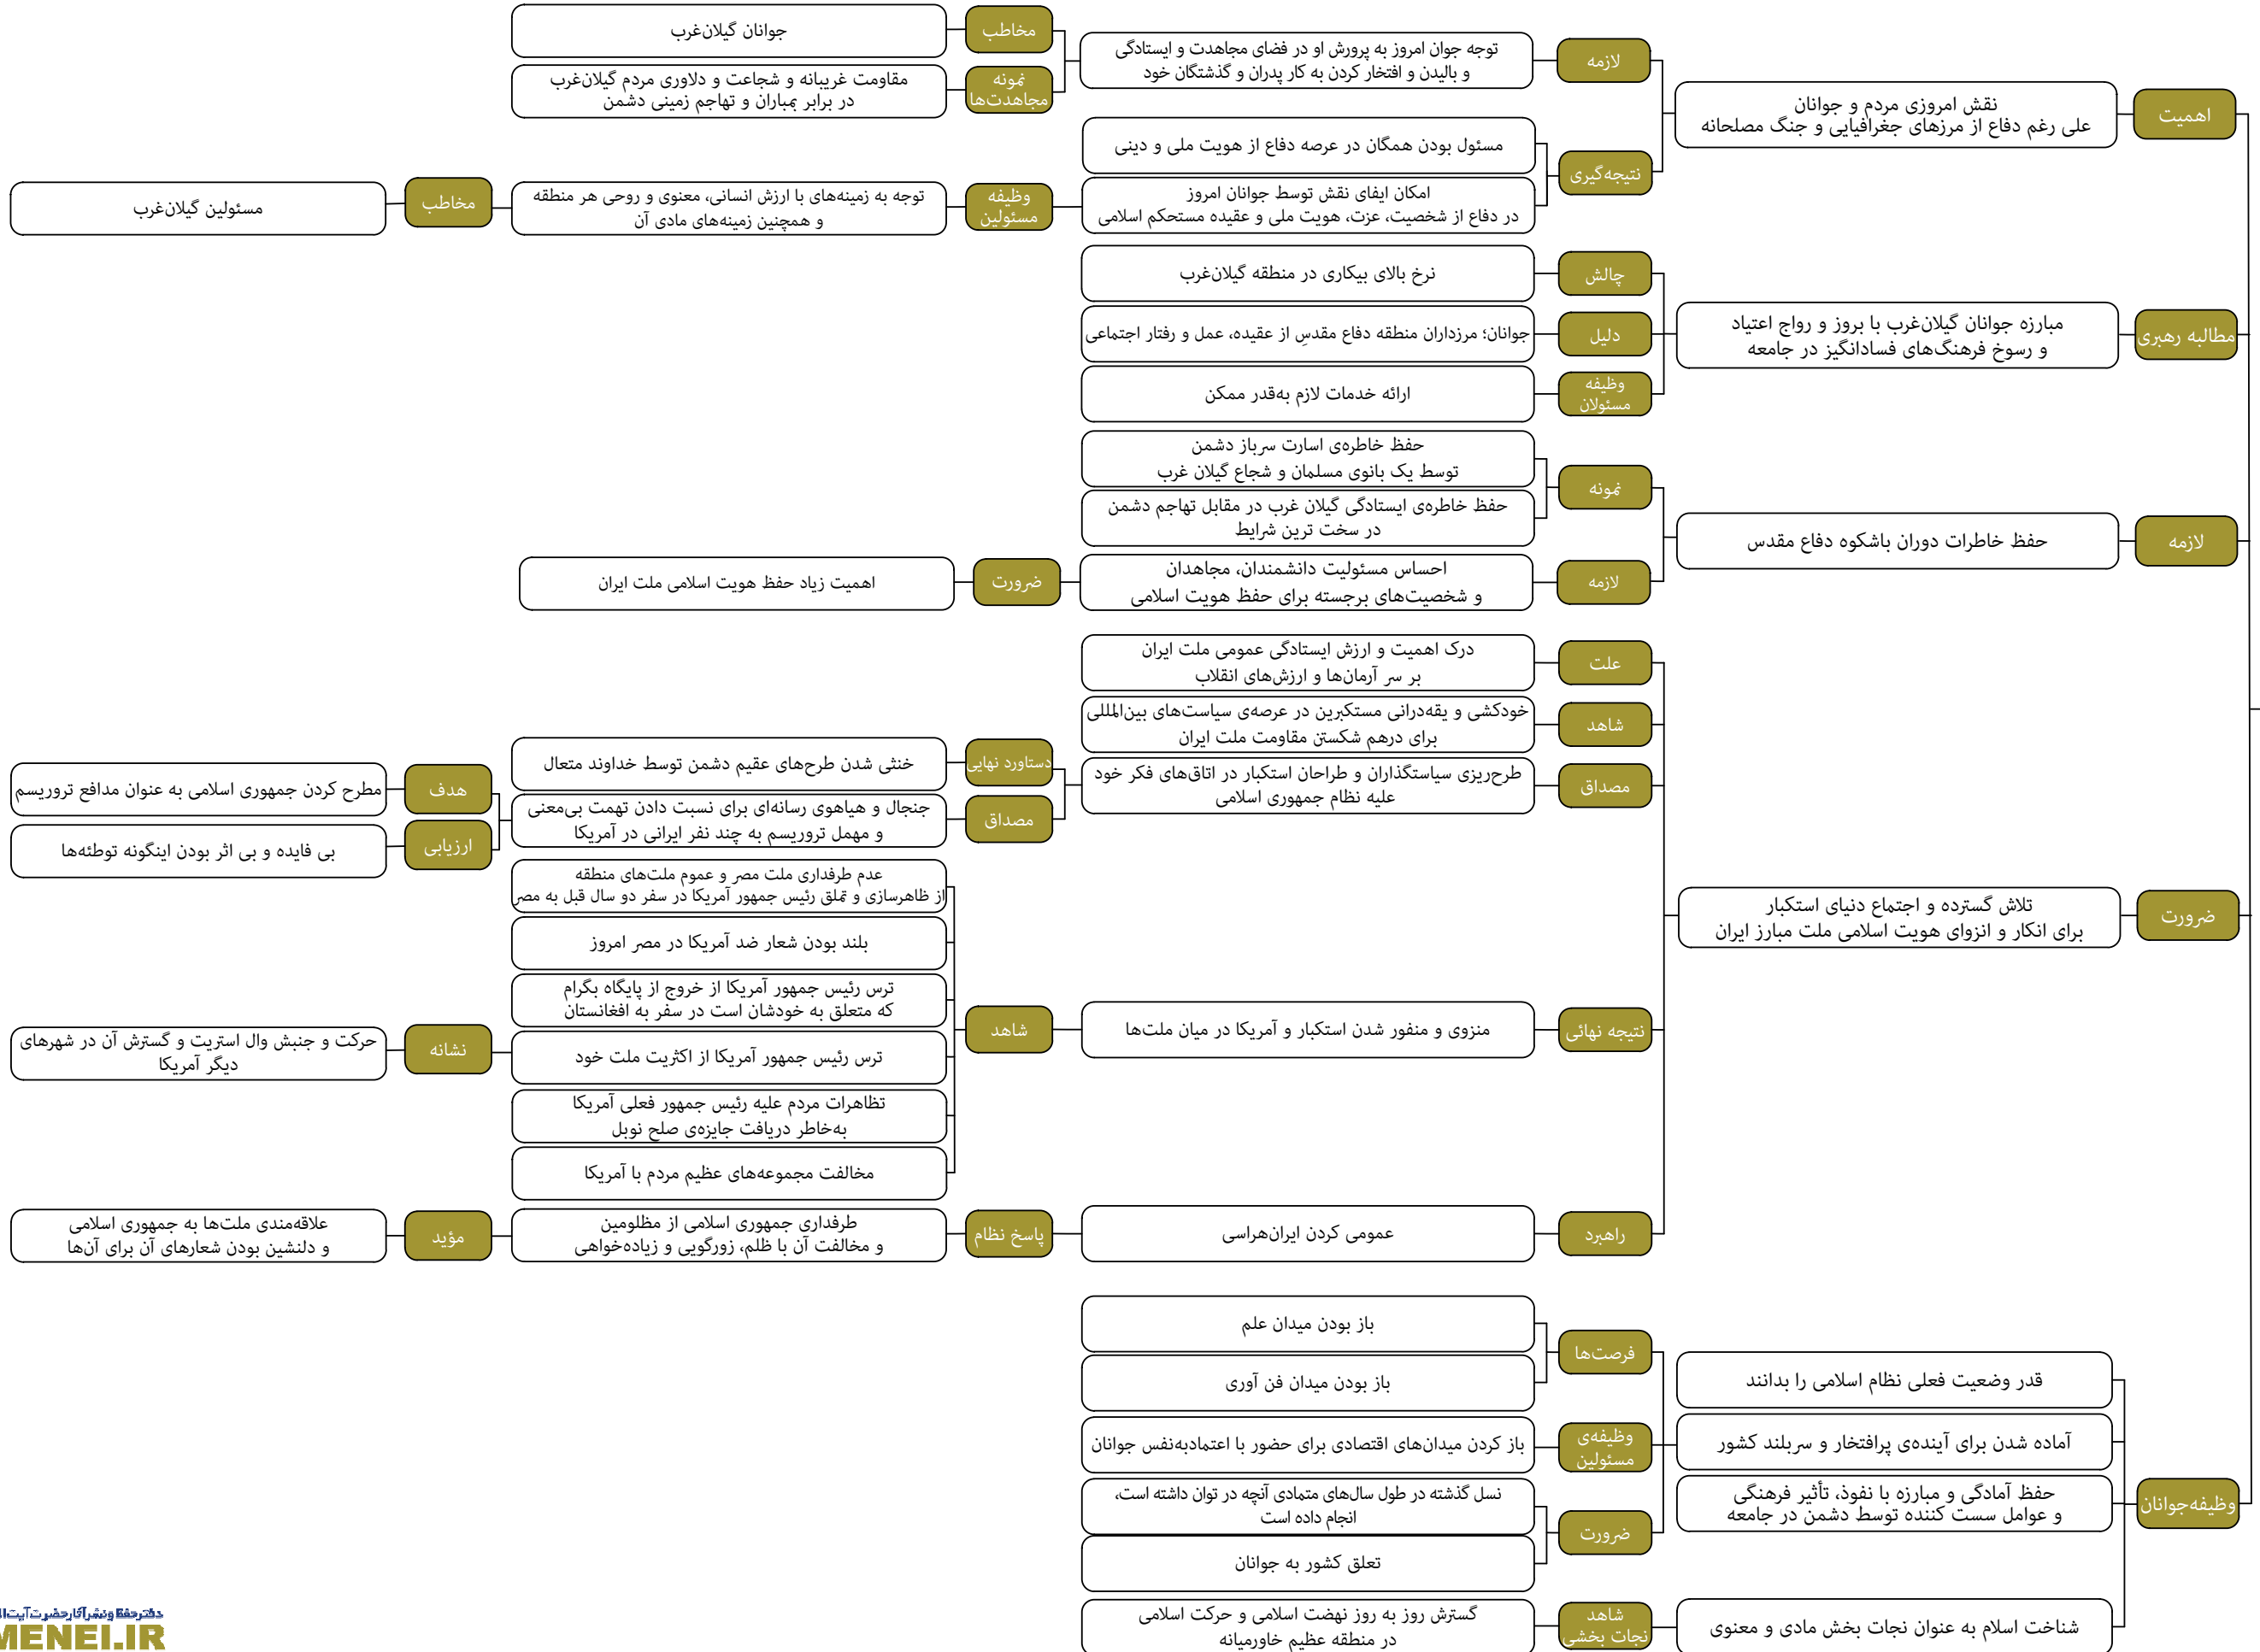 اهمیت
نقش امروزی مردم و جوانان
علی رغم دفاع از مرزهای جغرافیایی و جنگ مصلحانه
لازمه
توجه جوان امروز به پرورش او در فضای مجاهدت و ایستادگی
و بالیدن و افتخار کردن به کار پدران و گذشتگان خود
مخاطب
جوانان گیلان‌غرب
نمونه
مجاهدت‌ها
مقاومت غریبانه و شجاعت و دلاوری مردم گیلان‌غرب
در برابر بمباران و تهاجم زمینی دشمن
نتیجه‌گیری
مسئول بودن همگان در عرصه دفاع از هویت ملی و دینی
امکان ایفای نقش توسط جوانان امروز
در دفاع از شخصیت، عزت، هویت ملی و عقیده مستحکم اسلامی
وظیفه
مسئولین
توجه به زمینه‌های با ارزش انسانی، معنوی و روحی هر منطقه
و همچنین زمینه‌های مادی آن
مخاطب
مسئولین گیلان‌غرب
مطالبه رهبری
مبارزه جوانان گیلان‌غرب با بروز و رواج اعتیاد
و رسوخ فرهنگ‌های فسادانگیز در جامعه
چالش
نرخ بالای بیکاری در منطقه گیلان‌غرب
دلیل
جوانان؛ مرزداران منطقه دفاع مقدسِ از عقیده، عمل و رفتار اجتماعی
وظیفه
مسئولان
ارائه خدمات لازم به‌قدر ممکن
لازمه
حفظ خاطرات دوران باشکوه دفاع مقدس
نمونه
حفظ خاطره‌ی اسارت سرباز دشمن
توسط یک بانوی مسلمان و شجاع گیلان غرب
حفظ خاطره‌ی ایستادگی گیلان غرب در مقابل تهاجم دشمن
در سخت ترین شرایط
لازمه
احساس مسئولیت دانشمندان، مجاهدان
و شخصیت‌های برجسته برای حفظ هویت اسلامی
ضرورت
اهمیت زیاد حفظ هویت اسلامی ملت ایران
ضرورت
تلاش گسترده و اجتماع دنیای استکبار
برای انکار و انزوای هویت اسلامی ملت مبارز ایران
علت
درک اهمیت و ارزش ایستادگی عمومی ملت ایران
بر سر آرمان‌ها و ارزش‌های انقلاب
شاهد
خودکشی و یقه‌درانی مستکبرین در عرصه‌ی سیاست‌های بین‌المللی
برای درهم شکستن مقاومت ملت ایران
مصداق
طرح‌ریزی سیاستگذاران و طراحان استکبار در اتاق‌های فکر خود
علیه نظام جمهوری اسلامی
دستاورد نهایی
خنثی شدن طرح‌های عقیم دشمن توسط خداوند متعال
مصداق
جنجال و هیاهوی رسانه‌ای برای نسبت دادن تهمت بی‌معنی
و مهمل تروریسم به چند نفر ایرانی در آمریکا
هدف
مطرح کردن جمهوری اسلامی به عنوان مدافع تروریسم
ارزیابی
بی فایده و بی اثر بودن اینگونه توطئه‌ها
نتیجه نهائی
منزوی و منفور شدن استکبار و آمریکا در میان ملت‌ها
شاهد
عدم طرفداری ملت مصر و عموم ملت‌های منطقه
از ظاهرسازی و تملق رئیس جمهور آمریکا در سفر دو سال قبل به مصر
بلند بودن شعار ضد آمریکا در مصر امروز
ترس رئیس جمهور آمریکا از خروج از پایگاه بگرام
که متعلق به خودشان است در سفر به افغانستان
ترس رئیس جمهور آمریکا از اکثریت ملت خود
نشانه
حرکت و جنبش وال استریت و گسترش آن در شهرهای
دیگر آمریکا
تظاهرات مردم علیه رئیس جمهور فعلی آمریکا
به‌خاطر دریافت جایزه‌ی صلح نوبل
مخالفت مجموعه‌های عظیم مردم با آمریکا
راهبرد
عمومی کردن ایران‌هراسی
پاسخ نظام
طرفداری جمهوری اسلامی از مظلومین
و مخالفت آن با ظلم، زورگویی و زیاده‌خواهی
مؤید
علاقه‌مندی ملت‌ها به جمهوری اسلامی
و دلنشین بودن شعارهای آن برای آن‌ها
وظیفه‌جوانان
قدر وضعیت فعلی نظام اسلامی را بدانند
آماده شدن برای آینده‌ی پرافتخار و سربلند کشور
حفظ آمادگی و مبارزه با نفوذ، تأثیر فرهنگی
و عوامل سست کننده توسط دشمن در جامعه
فرصت‌ها
باز بودن میدان علم
باز بودن میدان فن آوری
وظیفه‌ی
مسئولین
باز کردن میدان‌های اقتصادی برای حضور با اعتمادبه‌نفس جوانان
ضرورت
نسل گذشته در طول سال‌های متمادی آنچه در توان داشته است،
انجام داده است
تعلق کشور به جوانان
شناخت اسلام به عنوان نجات بخش مادی و معنوی
شاهد
نجات بخشی
گسترش روز به روز نهضت اسلامی و حرکت اسلامی
در منطقه عظیم خاورمیانه
دفتر حفظ و نشر آثار حضرت آیت‌ا
MENEI.IR